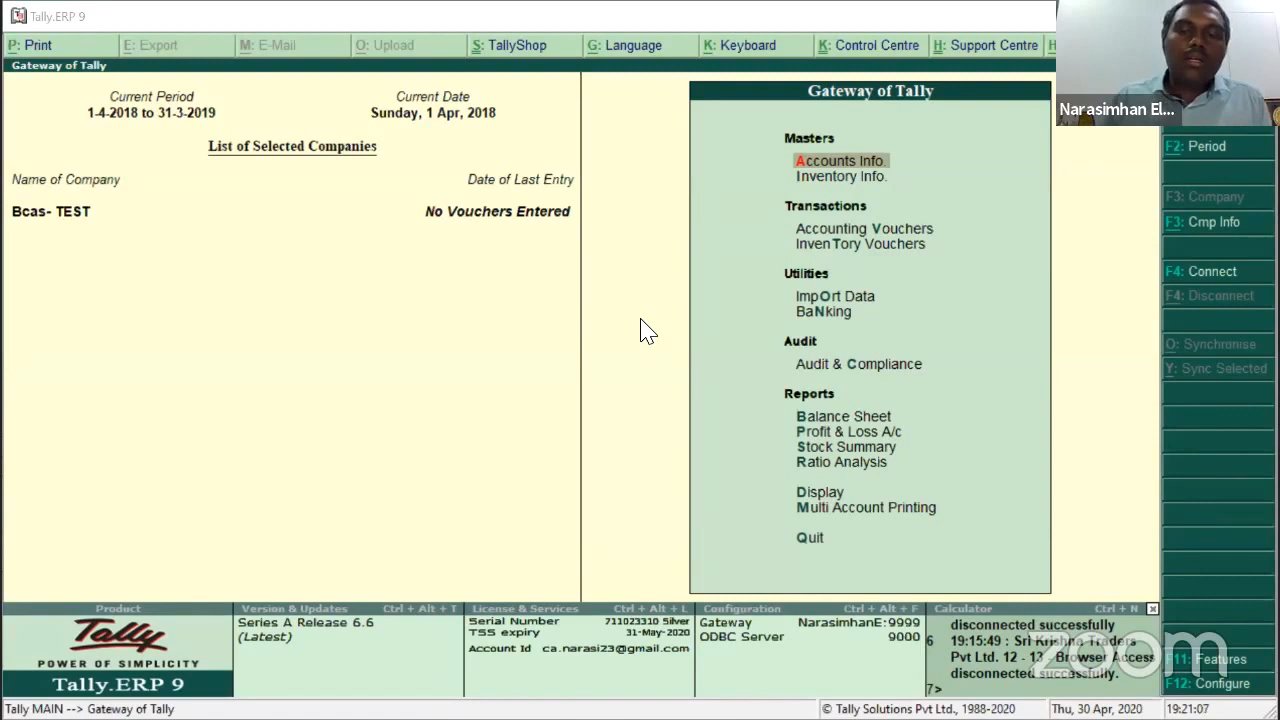 Tally.ERP 9
P: Print
E: Export
M: E-Mail
O: Upload
S: TallyShop
G: Language
K: Keyboard
K: Control Centre
H: Support Centre
H
Narasimhan El...
Gateway of Tally
Current Period
Current Date
1-4-2018 to 31-3-2019
Sunday, 1 Apr, 2018
List of Selected Companies
Name of Company
Date of Last Entry
Bcas- TEST
No Vouchers Entered
Gateway of Tally
Masters
Accounts Info.
Inventory Info.
Transactions
Accounting Vouchers
InvenTory Vouchers
Utilities
ImpOrt Data
BaNking
Audit
Audit & Compliance
Reports
Balance Sheet
Profit & Loss A/c
Stock Summary
Ratio Analysis
Display
Multi Account Printing
Quit
F2: Period
F3: Company
F3: Cmp Info
F4: Connect
F4: Disconnect
O: Synchronise
Y: Sync Selected
F11: Features
F12: Configure
Product
Tally
POWER OF SIMPLICITY
Tally.ERP 9
Version & Updates
Ctrl + Alt + T
Series A Release 6.6
(Latest)
License & Services
Ctrl + Alt + L
Serial Number
711023310 Silver
TSS expiry
31-May-2020
Account Id
ca.narasi23@gmail.com
Configuration
Ctrl + Alt + F
Gateway
NarasimhanE:9999
ODBC Server
9000
Calculator
Ctrl + N
disconnected successfully
6 19:15:49 : Sri Krishna Traders
Pvt Ltd. 12 - 13 - Browser Access
disconnected successfully.
7>
zoom
Tally MAIN --> Gateway of Tally
© Tally Solutions Pvt Ltd., 1988-2020
Thu, 30 Apr, 2020
19:21:07